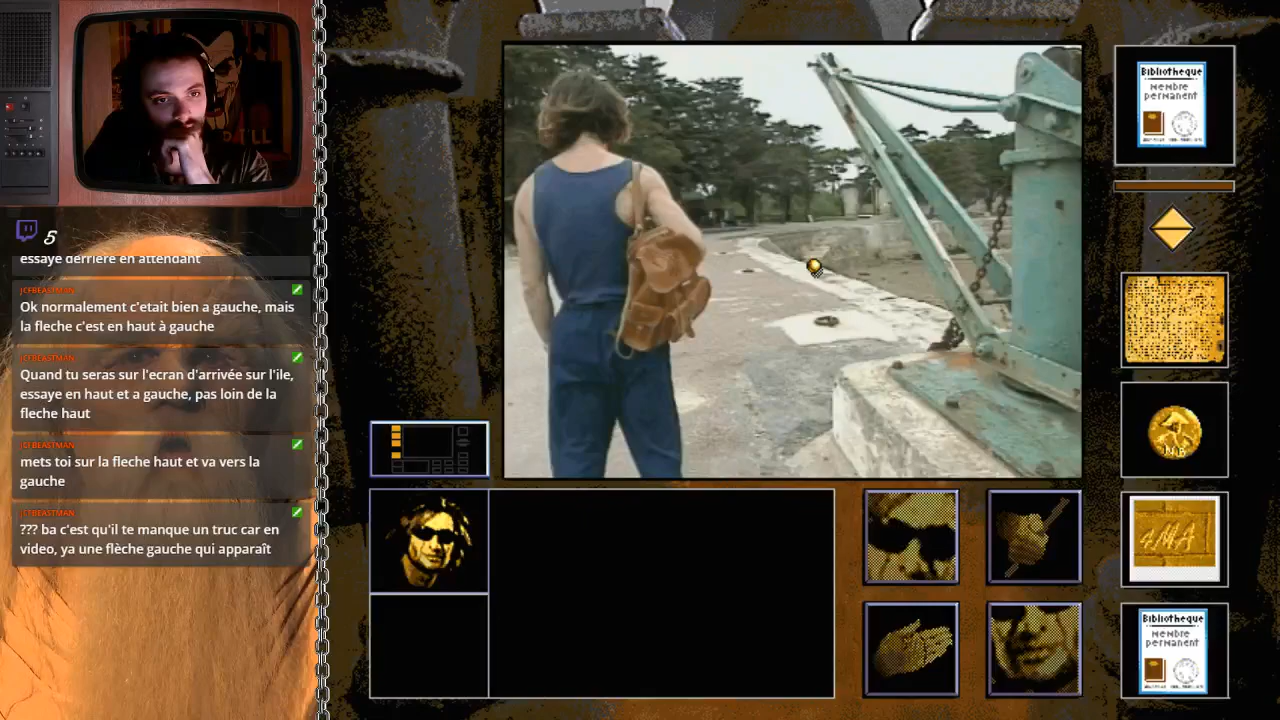 5
essaye derriere en attendant
JCFBEASTMAN
Ok normalement c'etait bien a gauche, mais
la fleche c'est en haut à gauche
JCFBEASTMAN
Quand tu seras sur l'ecran d'arrivée sur l'ile,
essaye en haut et a gauche, pas loin de la
fleche haut
JCFBEASTMAN
mets toi sur la fleche haut et va vers la
gauche
JCFBEASTMAN
??? ba c'est qu'il te manque un truc car en
video, ya une flèche gauche qui apparaît
Bibliotheque
MEMBRE
PERMANENT
4MA
Bibliotheque
MEMBRE
PERMANENT